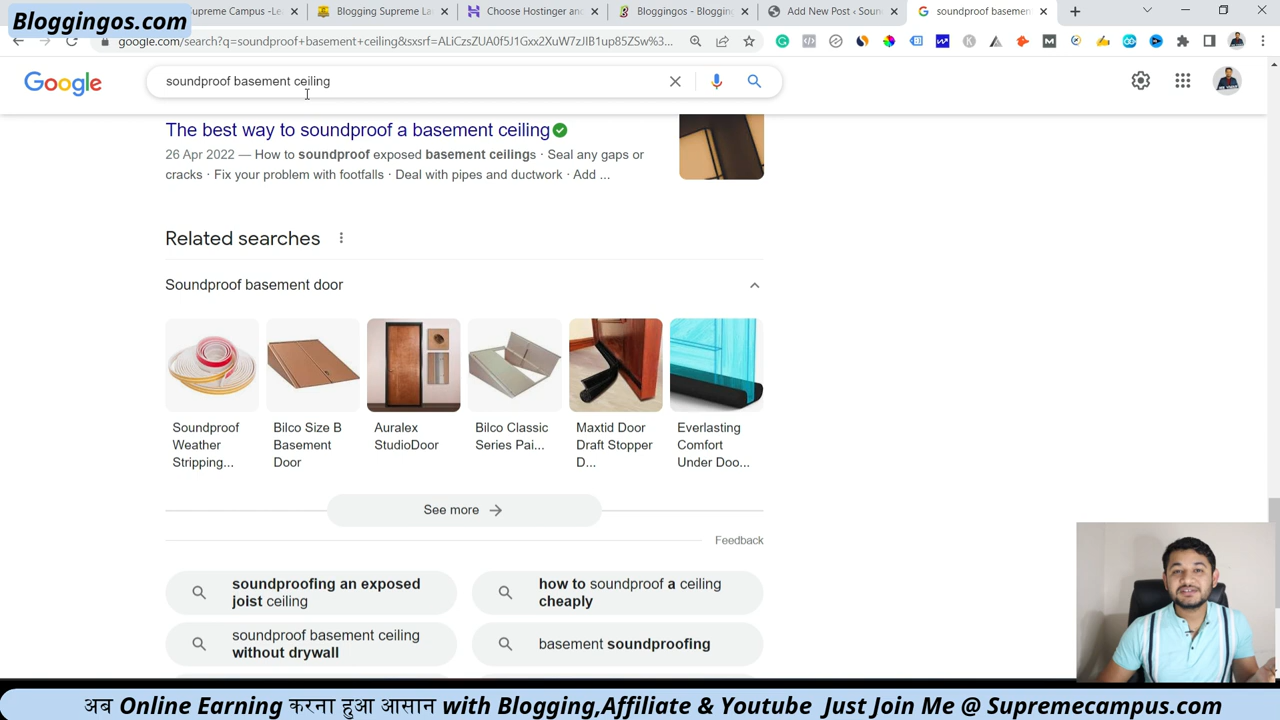 Bloggingos.com
upreme Campus -Le
Blogging Supreme La
Choose Hostinger an
Bloggingos - Bloggin
Add New Post ‹ Soun
soundproof basemen
google.com/search?q=soundproof+basement+ceiling&sxsrf=
Google
soundproof basement ceiling
The best way to soundproof a basement ceiling
26 Apr 2022 — How to soundproof exposed basement ceilings · Seal any gaps or
cracks · Fix your problem with footfalls · Deal with pipes and ductwork · Add ...
Related searches
Soundproof basement door
Soundproof
Weather
Stripping...
Bilco Size B
Basement
Door
Auralex
StudioDoor
Bilco Classic
Series Pai...
Maxtid Door
Draft Stopper
D...
Everlasting
Comfort
Under Doo...
See more
Feedback
soundproofing an exposed
joist ceiling
how to soundproof a ceiling
cheaply
soundproof basement ceiling
without drywall
basement soundproofing
अब Online Earning करना हुआ आसान with Blogging,Affiliate & Youtube Just Join Me @ Supremecampus.com